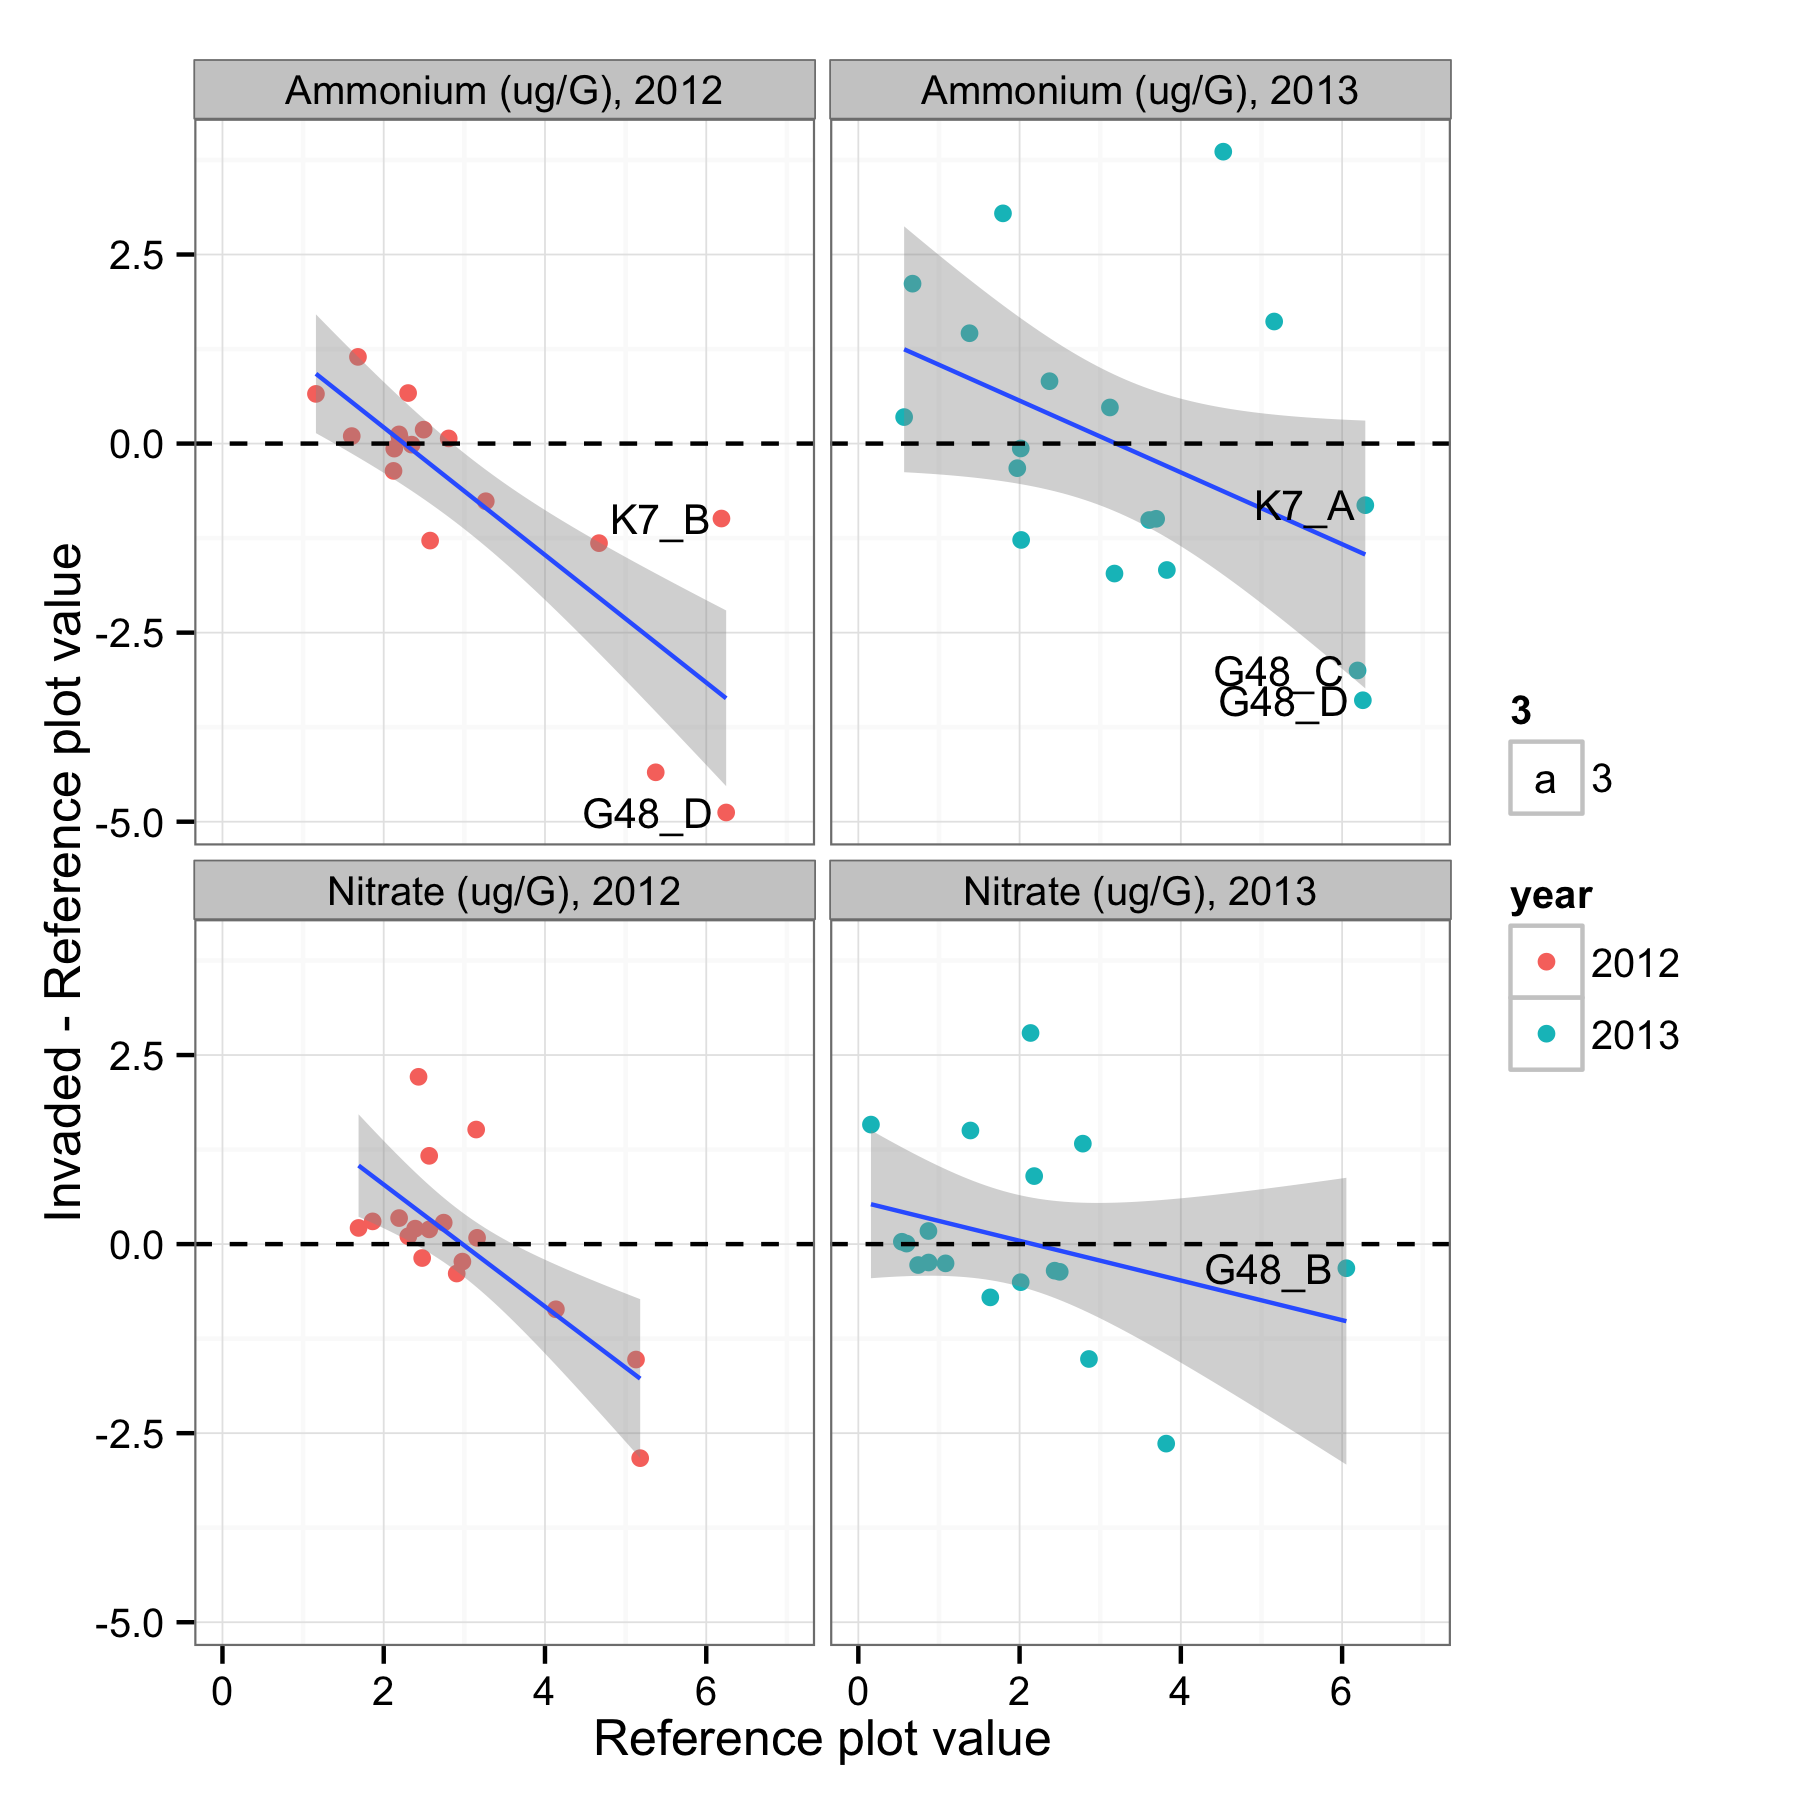 Ammonium (ug/G), 2012
Ammonium (ug/G), 2013
2.5
0.0
-2.5
-5.0
K7_B
G48_D
K7_A
G48_C
G48_D
Nitrate (ug/G), 2012
Nitrate (ug/G), 2013
2.5
0.0
-2.5
-5.0
G48_B
0 2 4 6
0 2 4 6
Reference plot value
Invaded - Reference plot value
3
a 3
year
2012
2013